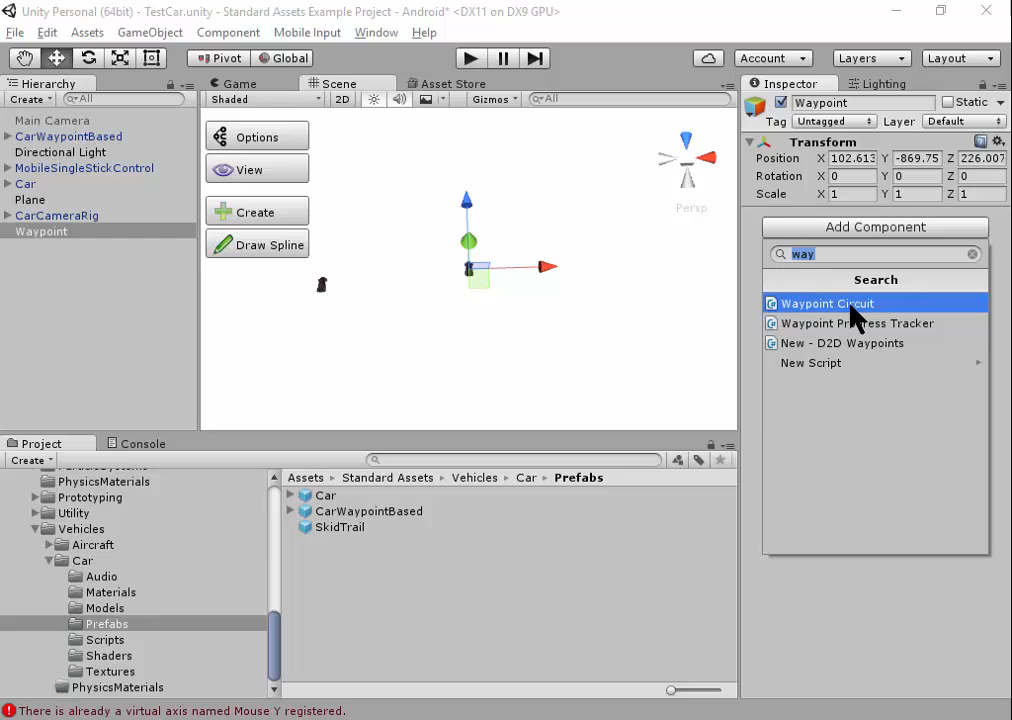 Unity Personal (64bit) - TestCar.unity - Standard Assets Example Project - Android* <DX11 on DX9 GPU>
File Edit Assets GameObject Component Mobile Input Window Help
Pivot Global Account Layers Layout
Hierarchy
Create All
Main Camera
CarWaypointBased
Directional Light
MobileSingleStickControl
Car
Plane
CarCameraRig
Waypoint
Game Scene Asset Store
Shaded 2D Gizmos All
Options
View
Create
Draw Spline
Persp
Inspector Lighting
Waypoint Static
Tag Untagged Layer Default
Transform
Position X 102.613 Y -869.75 Z 226.007
Rotation X 0 Y 0 Z 0
Scale X 1 Y 1 Z 1
Add Component
way
Search
Waypoint Circuit
Waypoint Progress Tracker
New - D2D Waypoints
New Script
Project Console
Create
PhysicsMaterials
Prototyping
Utility
Vehicles
Aircraft
Car
Audio
Materials
Models
Prefabs
Scripts
Shaders
Textures
PhysicsMaterials
Assets Standard Assets Vehicles Car Prefabs
Car
CarWaypointBased
SkidTrail
There is already a virtual axis named Mouse Y registered.